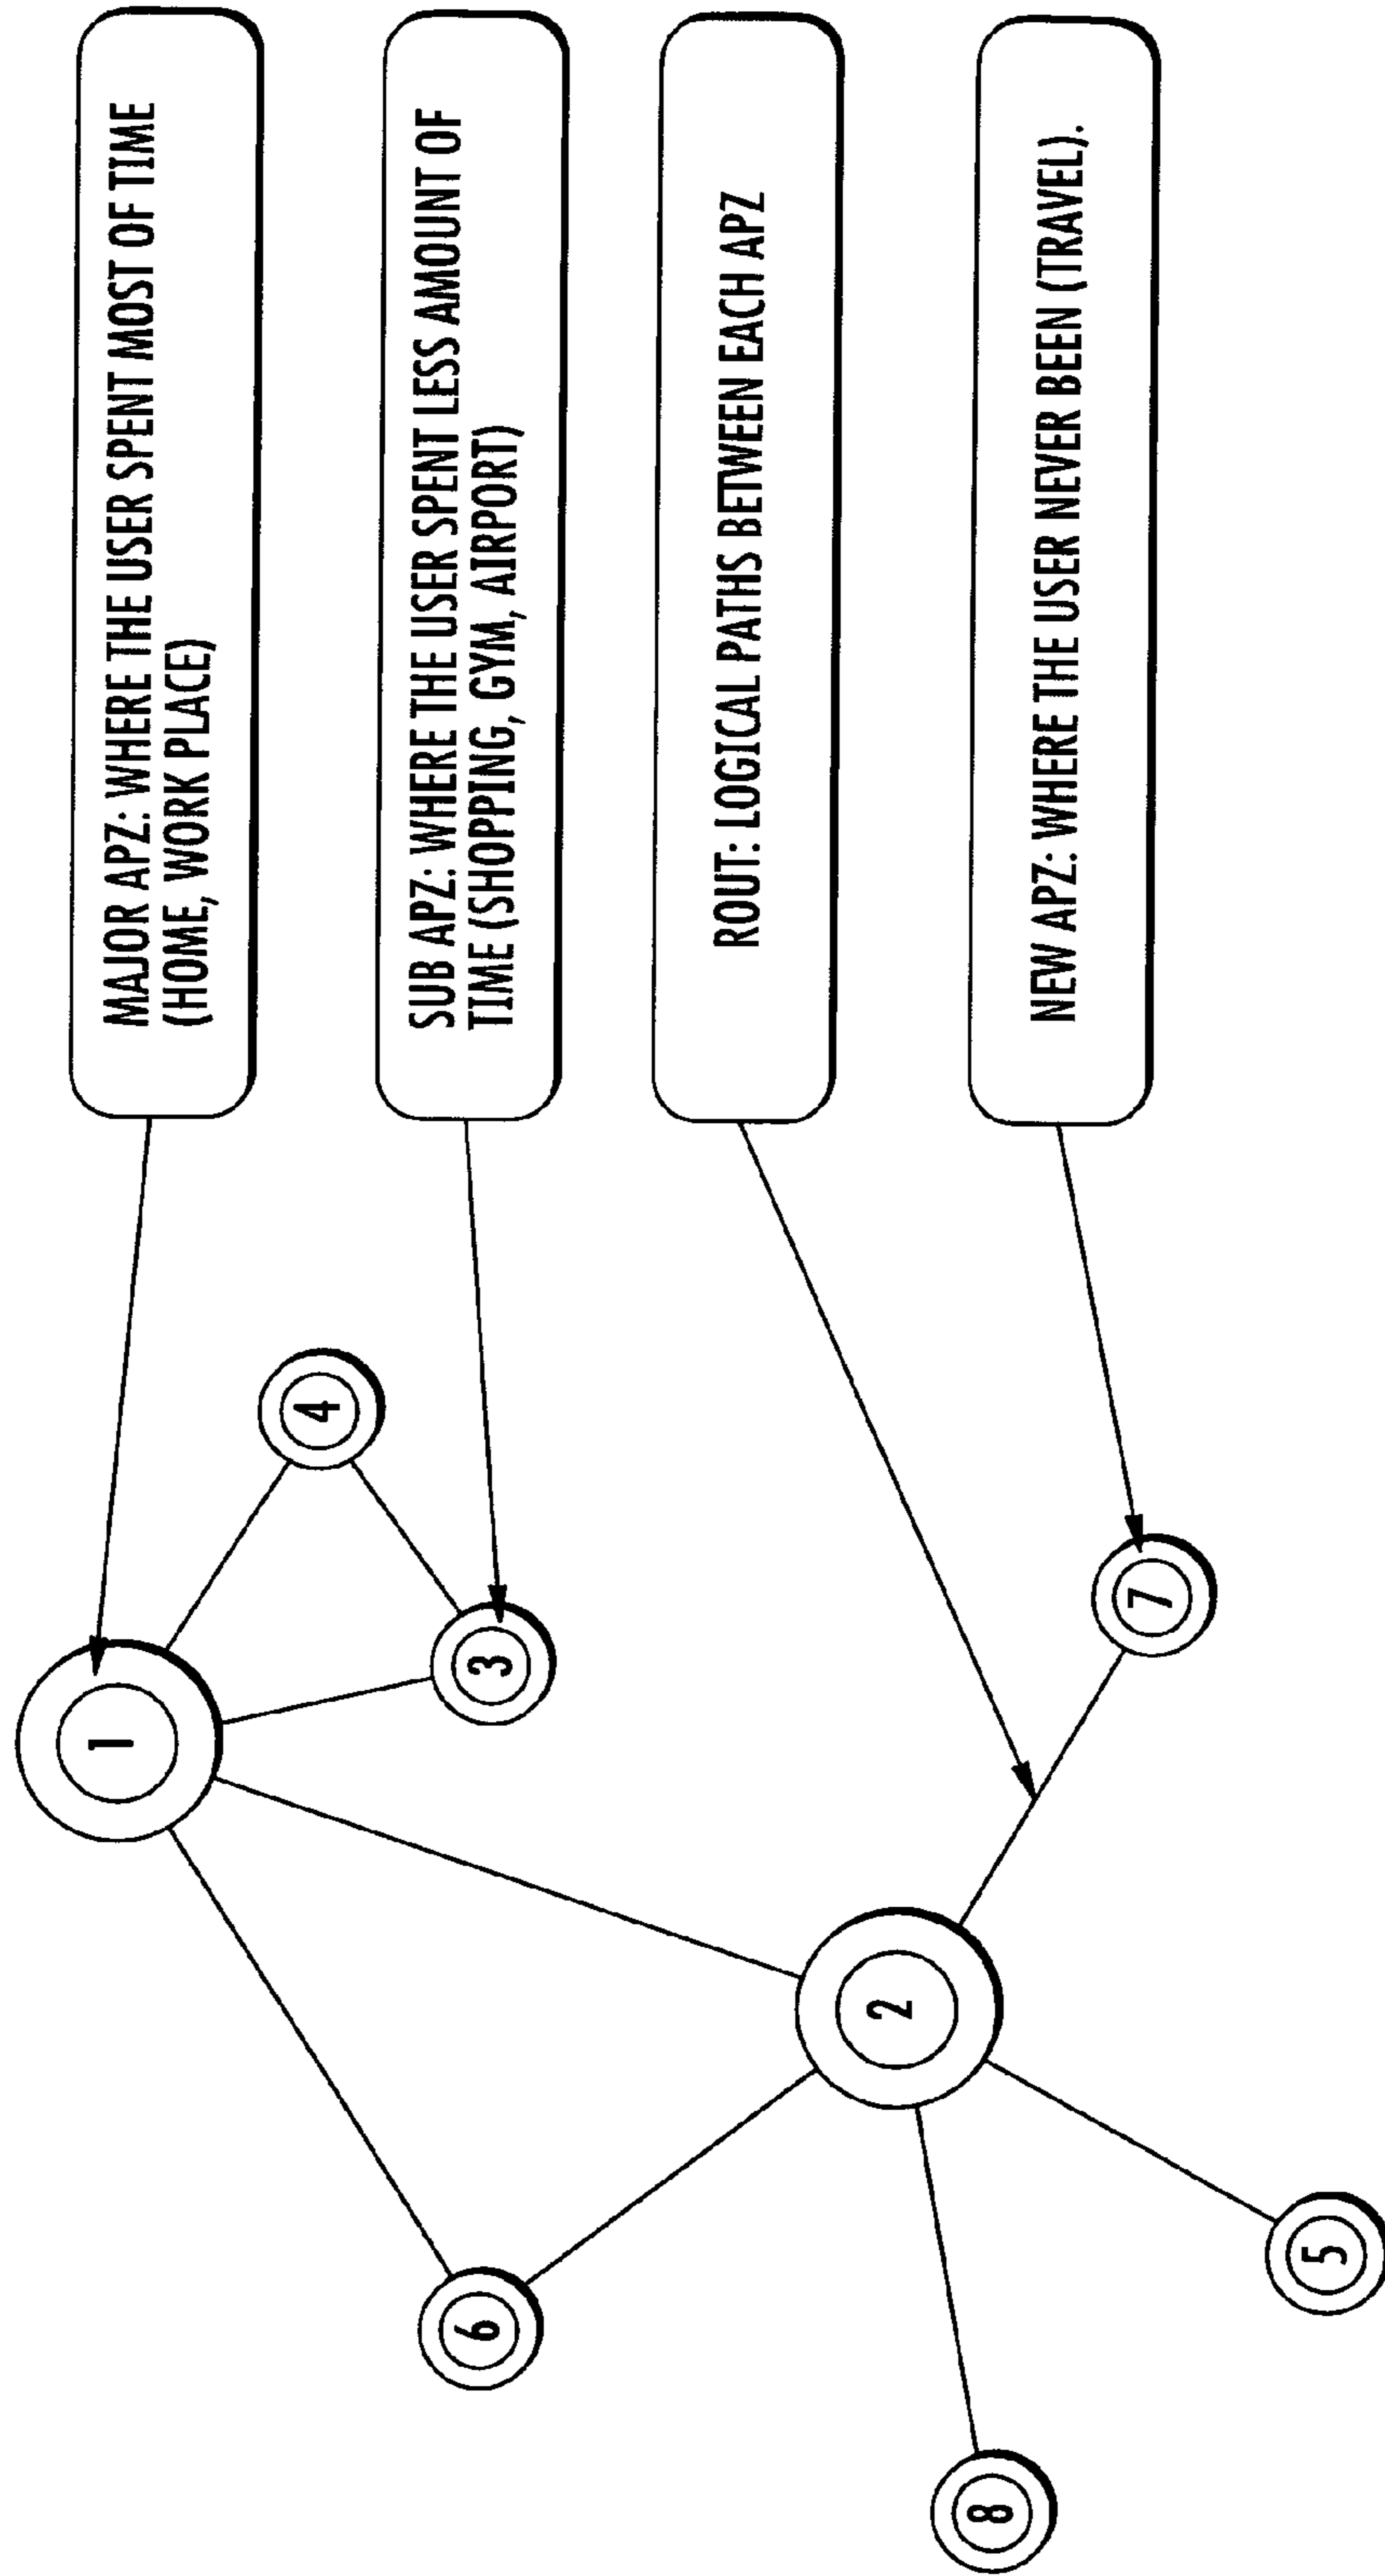 MAJOR APZ: WHERE THE USER SPENT MOST OF TIME
(HOME, WORK PLACE)
SUB APZ: WHERE THE USER SPENT LESS AMOUNT OF
TIME (SHOPPING, GYM, AIRPORT)
ROUT: LOGICAL PATHS BETWEEN EACH APZ
NEW APZ: WHERE THE USER NEVER BEEN (TRAVEL).
1
4
3
6
2
7
8
5